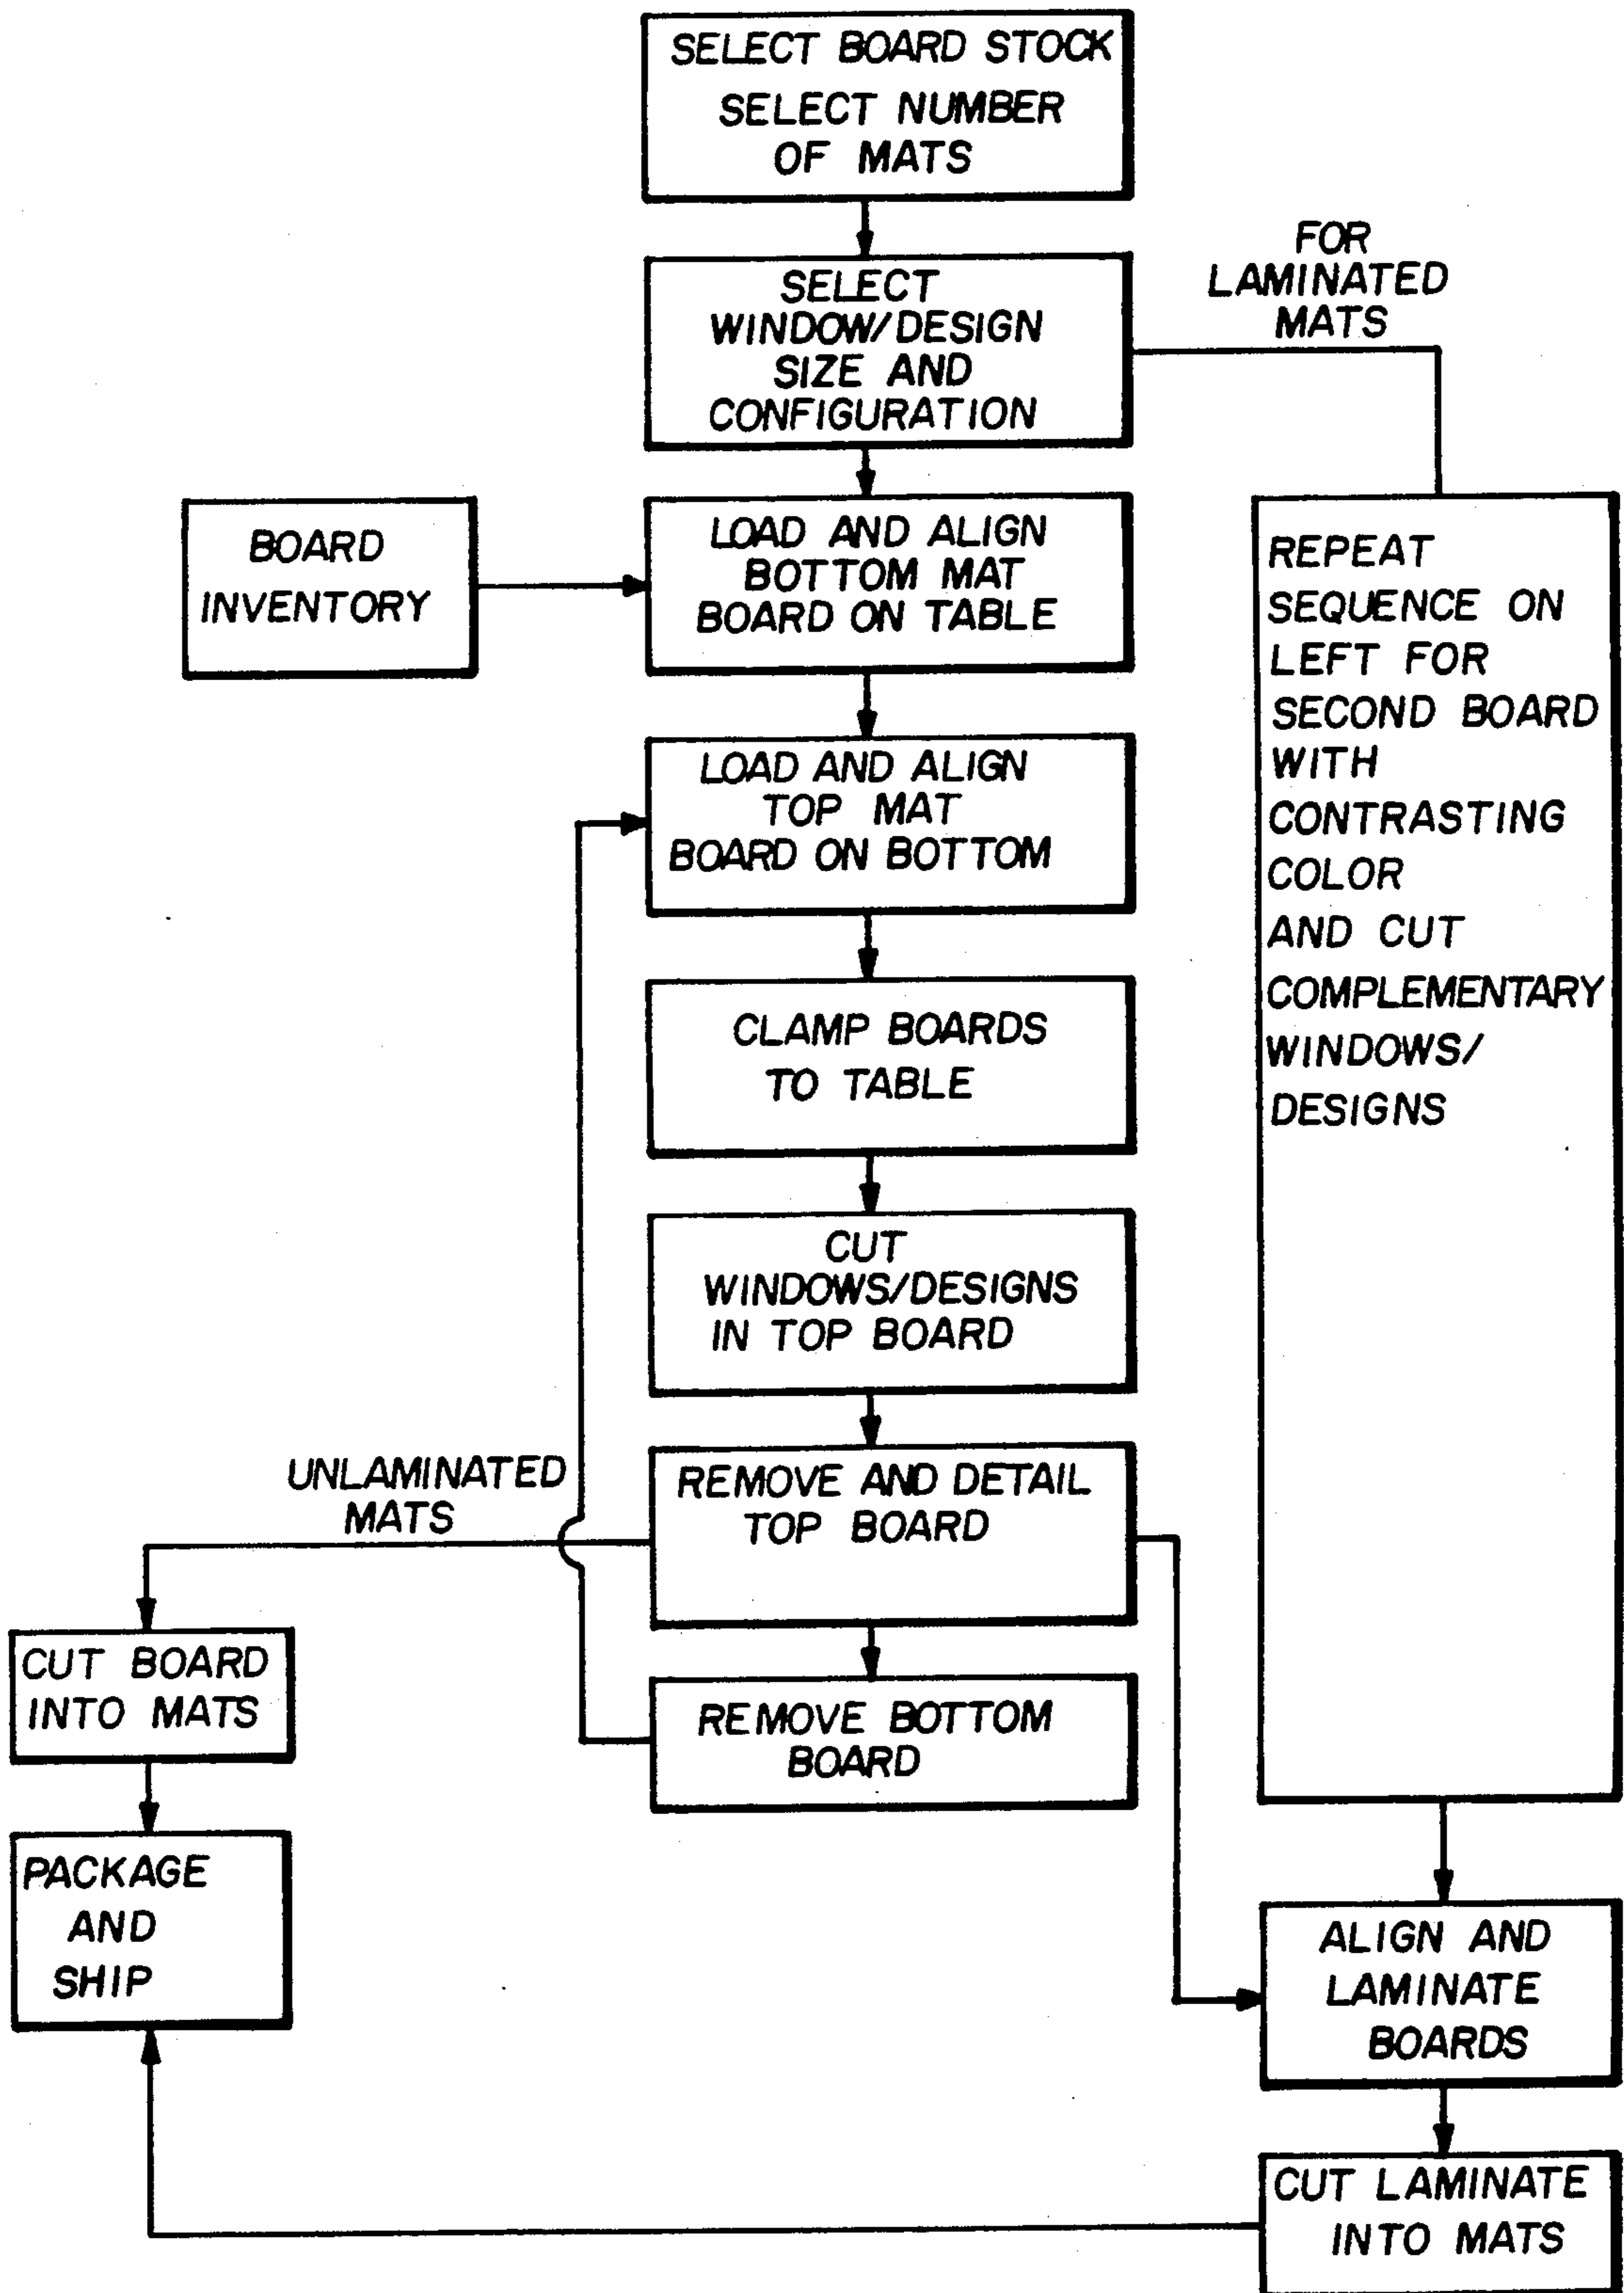 SELECT BOARD STOCK
SELECT NUMBER
OF MATS
FOR
LAMINATED
MATS
SELECT
WINDOW/DESIGN
SIZE AND
CONFIGURATION
BOARD
INVENTORY
LOAD AND ALIGN
BOTTOM MAT
BOARD ON TABLE
REPEAT
SEQUENCE ON
LEFT FOR
SECOND BOARD
WITH
CONTRASTING
COLOR
AND CUT
COMPLEMENTARY
WINDOWS/
DESIGNS
LOAD AND ALIGN
TOP MAT
BOARD ON BOTTOM
CLAMP BOARDS
TO TABLE
CUT
WINDOWS/DESIGNS
IN TOP BOARD
UNLAMINATED
MATS
REMOVE AND DETAIL
TOP BOARD
CUT BOARD
INTO MATS
REMOVE BOTTOM
BOARD
PACKAGE
AND
SHIP
ALIGN AND
LAMINATE
BOARDS
CUT LAMINATE
INTO MATS